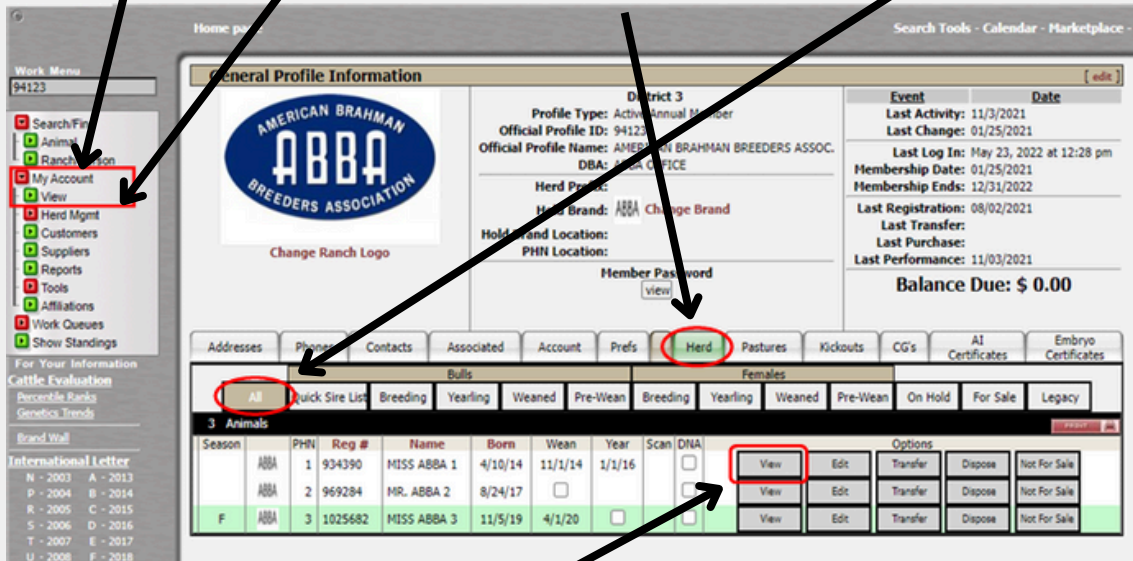 Home
Search Tools - Calendar - Marketplace -
Work Menu
94123
General Profile Information
[ edit ]
Search/Fin
Animal
Ranch
son
My Account
View
Herd Mgmt
Customers
Suppliers
Reports
Tools
Affiliations
Work Queues
Show Standings
For Your Information
Cattle Evaluation
Percentile Ranks
Genetics Trends
Brand Wall
International Letter
N - 2003 A - 2013
P - 2004 B - 2014
R - 2005 C - 2015
S - 2006 D - 2016
T - 2007 E - 2017
U - 2008 F - 2018
AMERICAN BRAHMAN
ABBA
BREEDERS ASSOCIATION
Change Ranch Logo
District 3
Profile Type: Active Annual Member
Official Profile ID: 94123
Official Profile Name: AMERICAN BRAHMAN BREEDERS ASSOC.
DBA: ABBA OFFICE
Herd Prefix:
Hold Brand: ABBA Change Brand
Hold Brand Location:
PHN Location:
Member Password
view
Event Date
Last Activity: 11/3/2021
Last Change: 01/25/2021
Last Log In: May 23, 2022 at 12:28 pm
Membership Date: 01/25/2021
Membership Ends: 12/31/2022
Last Registration: 08/02/2021
Last Transfer:
Last Purchase:
Last Performance: 11/03/2021
Balance Due: $ 0.00
Addresses Phones Contacts Associated Account Prefs Herd Pastures Kickouts CG's AI Certificates Embryo Certificates
Bulls Females
All Quick Sire List Breeding Yearling Weaned Pre-Wean Breeding Yearling Weaned Pre-Wean On Hold For Sale Legacy
3 Animals PRINT
Season PHN Reg # Name Born Wean Year Scan DNA Options
ABBA 1 934390 MISS ABBA 1 4/10/14 11/1/14 1/1/16 View Edit Transfer Dispose Not For Sale
ABBA 2 969284 MR. ABBA 2 8/24/17 View Edit Transfer Dispose Not For Sale
F ABBA 3 1025682 MISS ABBA 3 11/5/19 4/1/20 View Edit Transfer Dispose Not For Sale